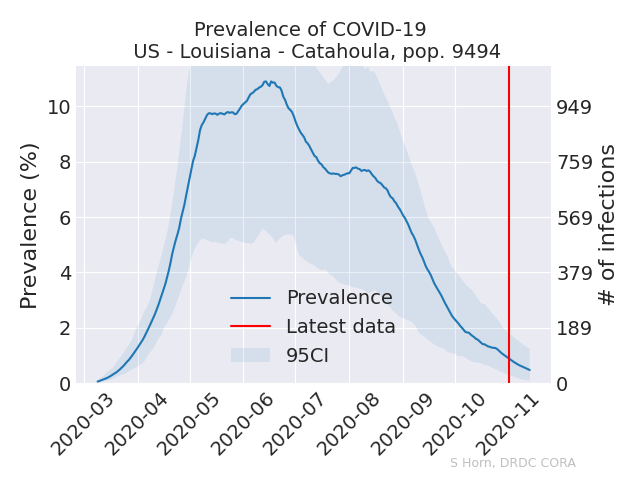 Prevalence of COVID-19
US - Louisiana - Catahoula, pop. 9494
Prevalence (%)
10
8
6
4
2
0
949
759
569
379
189
0
# of infections
Prevalence
Latest data
95CI
2020-03
2020-04
2020-05
2020-06
2020-07
2020-08
2020-09
2020-10
2020-11
S Horn, DRDC CORA